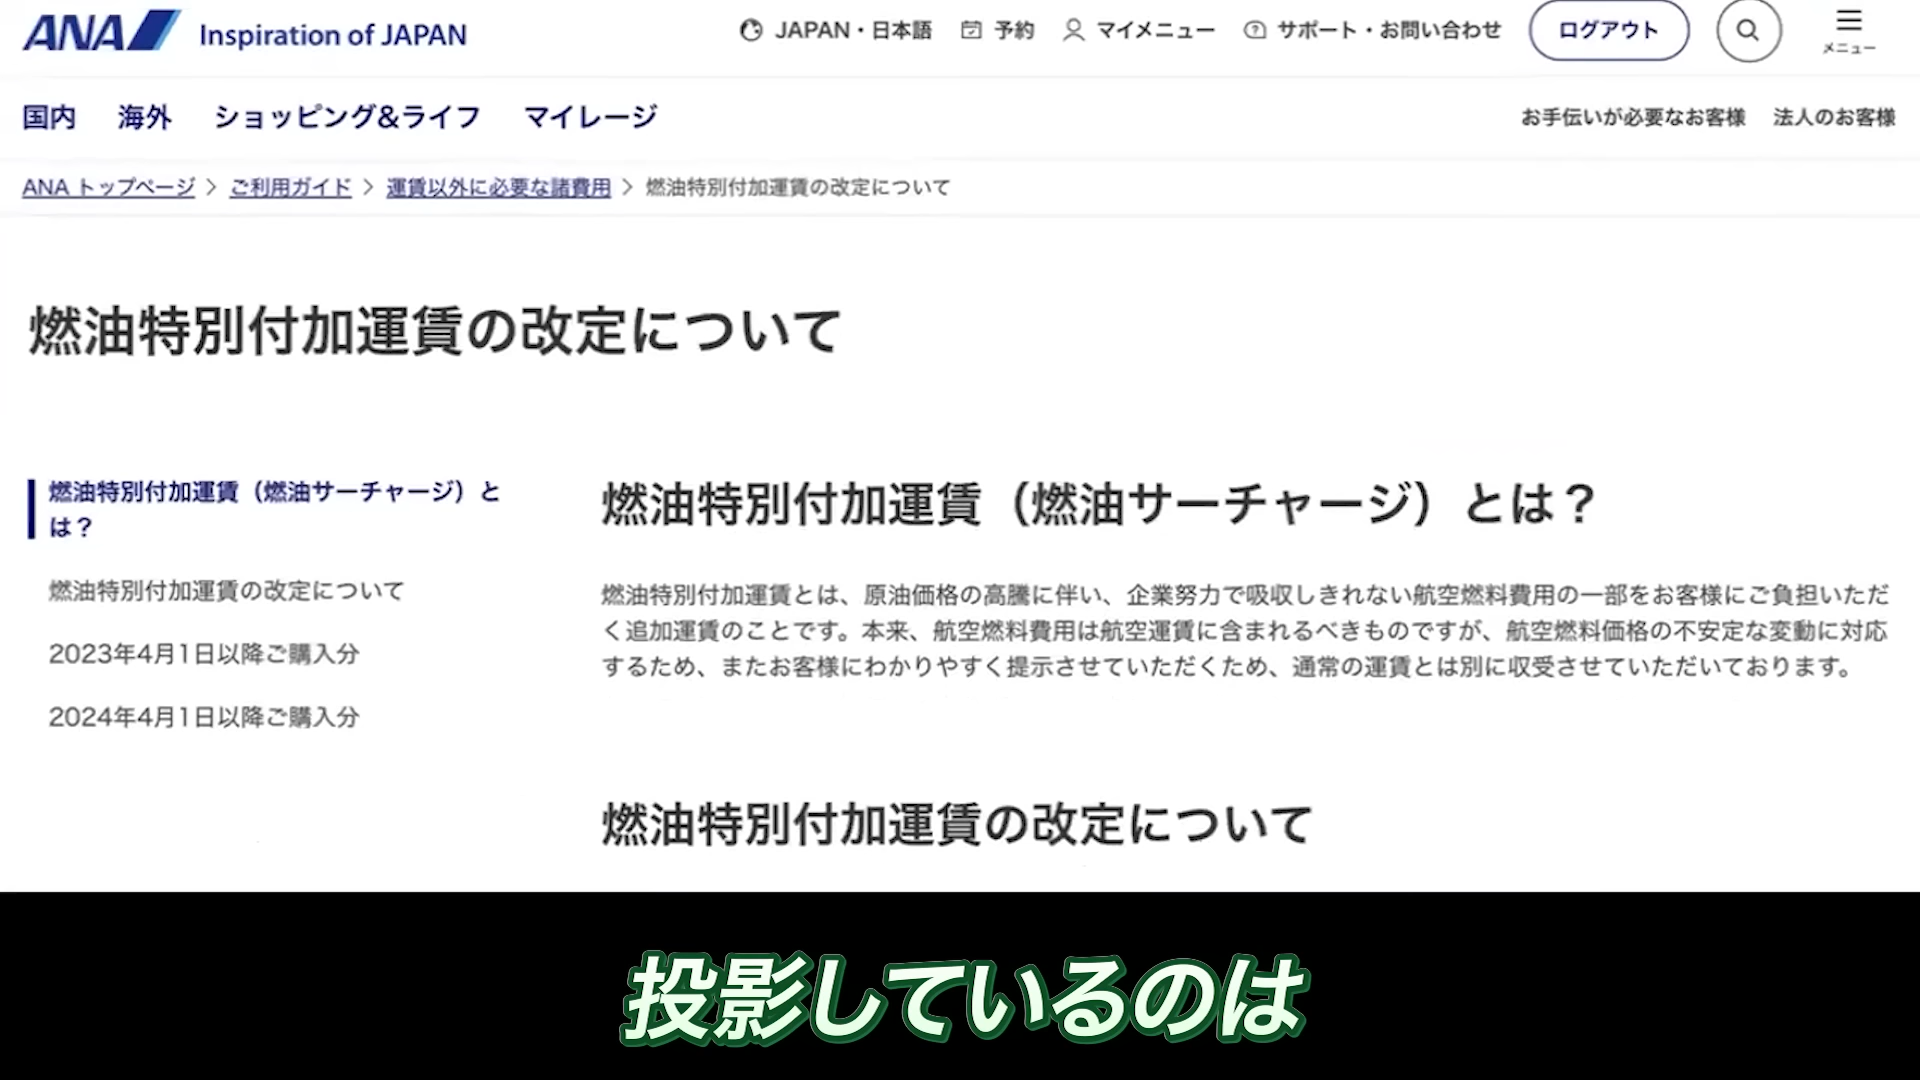 ANA Inspiration of JAPAN
JAPAN・日本語 予約 マイメニュー サポート・お問い合わせ ログアウト メニュー
国内 海外 ショッピング&ライフ マイレージ お手伝いが必要なお客様 法人のお客様
ANA トップページ > ご利用ガイド > 運賃以外に必要な諸費用 > 燃油特別付加運賃の改定について
燃油特別付加運賃の改定について
燃油特別付加運賃（燃油サーチャージ）と
は？
燃油特別付加運賃の改定について
2023年4月1日以降ご購入分
2024年4月1日以降ご購入分
燃油特別付加運賃（燃油サーチャージ）とは？
燃油特別付加運賃とは、原油価格の高騰に伴い、企業努力で吸収しきれない航空燃料費用の一部をお客様にご負担いただ
く追加運賃のことです。本来、航空燃料費用は航空運賃に含まれるべきものですが、航空燃料価格の不安定な変動に対応
するため、またお客様にわかりやすく提示させていただくため、通常の運賃とは別に収受させていただいております。
燃油特別付加運賃の改定について
投影しているのは